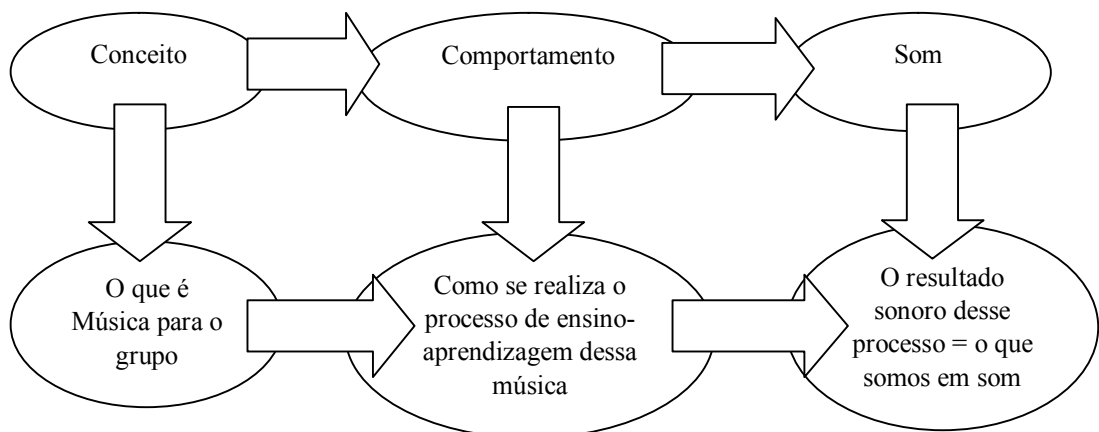 Conceito
Comportamento
Som
O que é
Música para o
grupo
Como se realiza o
processo de ensino-
aprendizagem dessa
música
O resultado
sonoro desse
processo = o que
somos em som